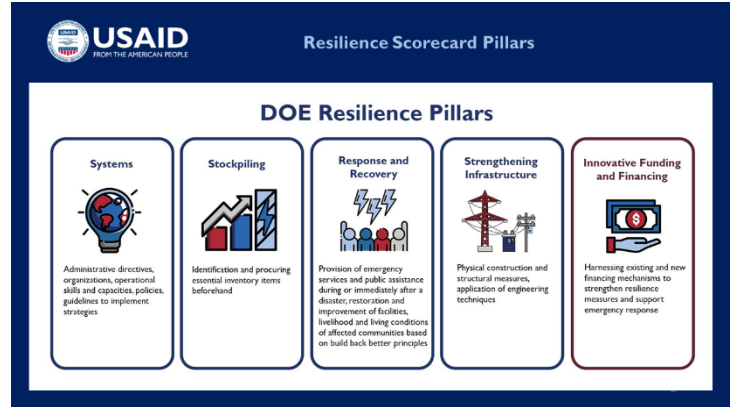 USAID
FROM THE AMERICAN PEOPLE
Resilience Scorecard Pillars
DOE Resilience Pillars
Systems
Administrative directives,
organizations, operational
skills and capacities, policies,
guidelines to implement
strategies
Stockpiling
Identification and procuring
essential inventory items
beforehand
Response and
Recovery
Provision of emergency
services and public assistance
during or immediately after a
disaster, restoration and
improvement of facilities,
livelihood and living conditions
of affected communities based
on build back better principles
Strengthening
Infrastructure
Physical construction and
structural measures,
application of engineering
techniques
Innovative Funding
and Financing
$
Harnessing existing and new
financing mechanisms to
strengthen resilience
measures and support
emergency response